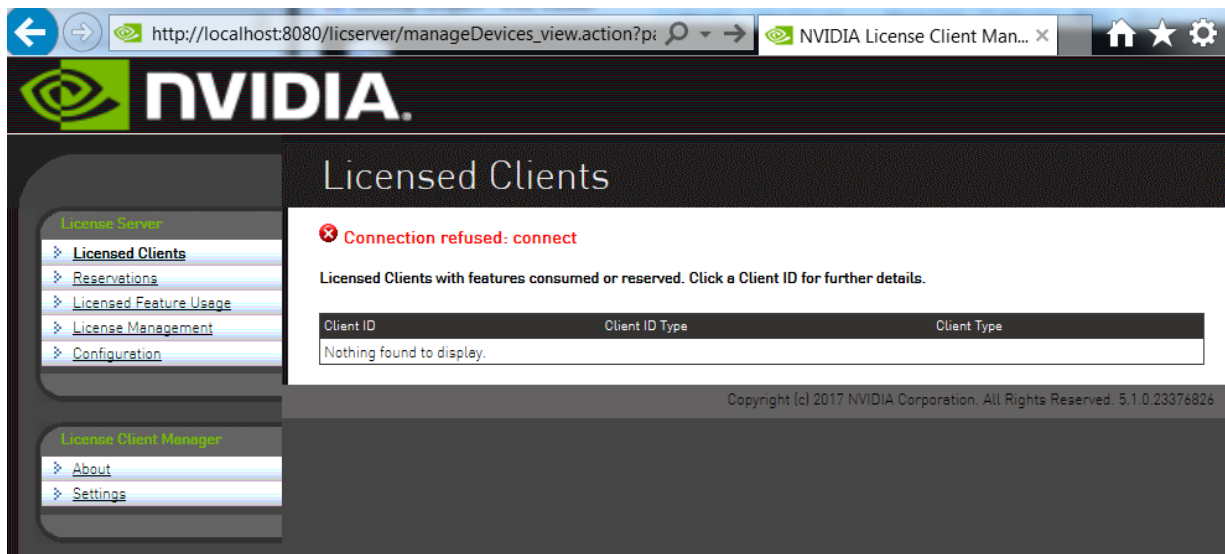 http://localhost:8080/licserver/manageDevices_view.action?pa
NVIDIA License Client Man...
NVIDIA.
Licensed Clients
License Server
Licensed Clients
Reservations
Licensed Feature Usage
License Management
Configuration
Connection refused: connect
Licensed Clients with features consumed or reserved. Click a Client ID for further details.
Client ID Client ID Type Client Type
Nothing found to display.
Copyright (c) 2017 NVIDIA Corporation. All Rights Reserved. 5.1.0.23376826
License Client Manager
About
Settings